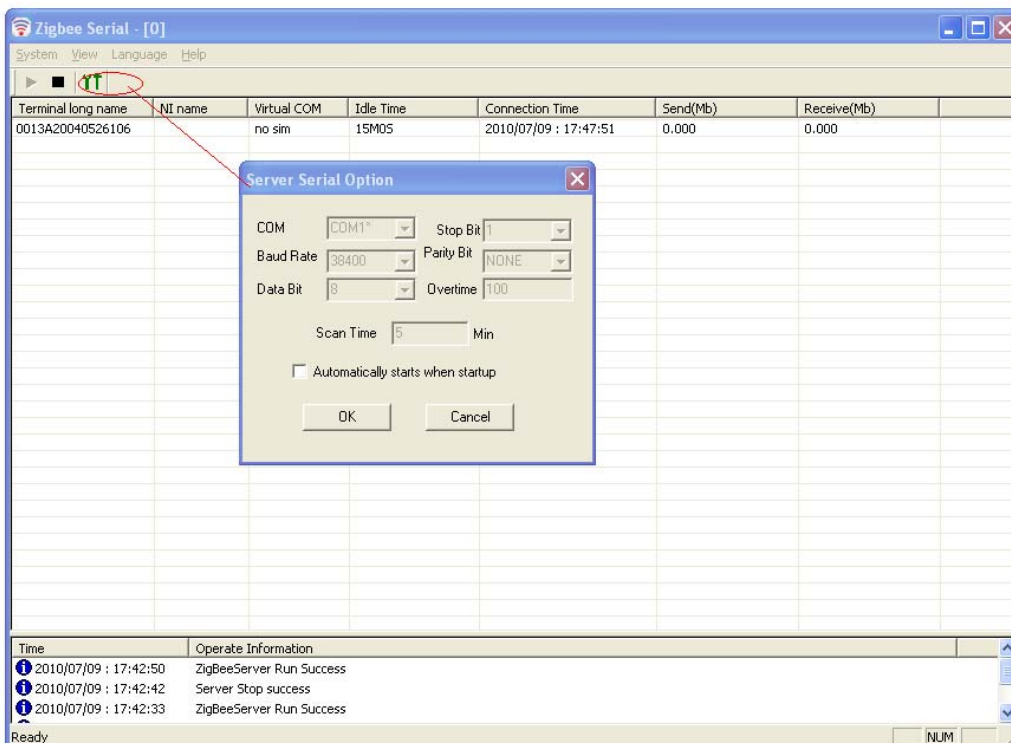 Zigbee Serial - [0]
System View Language Help
Terminal long name NI name Virtual COM Idle Time Connection Time Send(Mb) Receive(Mb)
0013A20040526106 no sim 15M0S 2010/07/09 : 17:47:51 0.000 0.000
Server Serial Option
COM COM1* Stop Bit 1
Baud Rate 38400 Parity Bit NONE
Data Bit 8 Overtime 100
Scan Time 5 Min
Automatically starts when startup
OK Cancel
Time Operate Information
2010/07/09 : 17:42:50 ZigBeeServer Run Success
2010/07/09 : 17:42:42 Server Stop success
2010/07/09 : 17:42:33 ZigBeeServer Run Success
Ready NUM